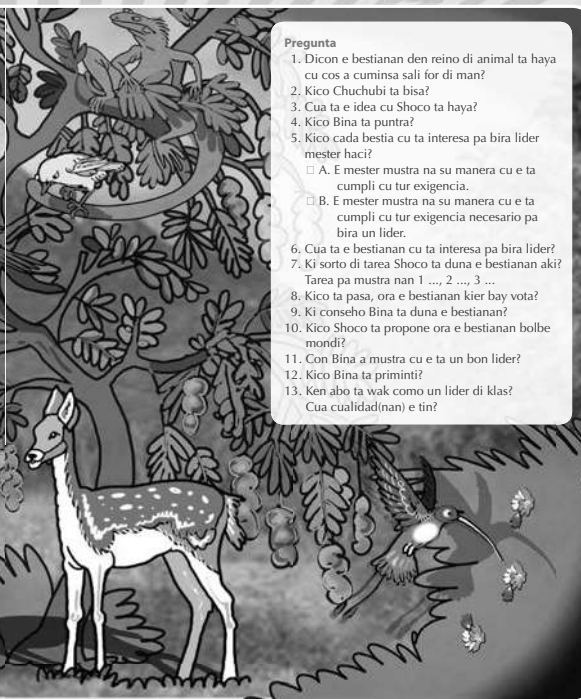 Pregunta
1. Dicon e bestianan den reino di animal ta haya
cu cos a cuminsa sali for di man?
2. Kico Chuchubi ta bisa?
3. Cua ta e idea cu Shoco ta haya?
4. Kico Bina ta puntra?
5. Kico cada bestia cu ta interesa pa bira lider
mester haci?
□ A. E mester mustra na su manera cu e ta
cumpli cu tur exigencia.
□ B. E mester mustra na su manera cu e ta
cumpli cu tur exigencia necesario pa
bira un lider.
6. Cua ta e bestianan cu ta interesa pa bira lider?
7. Ki sorto di tarea Shoco ta duna e bestianan aki?
Tarea pa mustra nan 1 ..., 2 ..., 3 ...
8. Kico ta pasa, ora e bestianan kier bay vota?
9. Ki conseho Bina ta duna e bestianan?
10. Kico Shoco ta propone ora e bestianan bolbe
mondi?
11. Con Bina a mustra cu e ta un bon lider?
12. Kico Bina ta priminti?
13. Ken abo ta wak como un lider di klas?
Cua cualidad(nan) e tin?